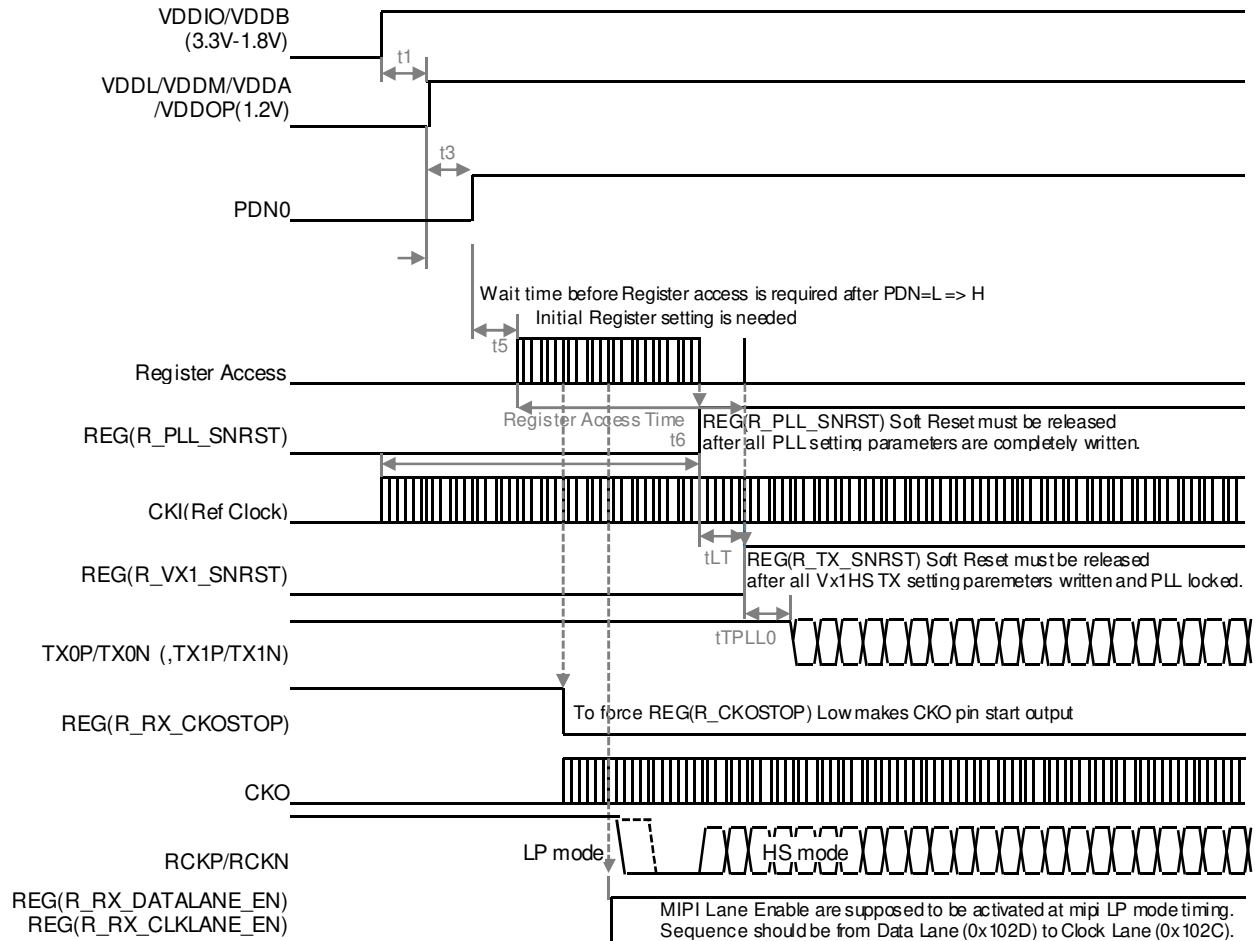 VDDIO/VDDB
(3.3V-1.8V)
t1
VDDL/VDDM/VDDA
/VDDOP(1.2V)
t3
PDN0
Wait time before Register access is required after PDN=L => H
Initial Register setting is needed
t5
Register Access
Register Access Time
t6
REG(R_PLL_SNRST) Soft Reset must be released
after all PLL setting parameters are completely written.
REG(R_PLL_SNRST)
CKI(Ref Clock)
tLT
REG(R_TX_SNRST) Soft Reset must be released
after all Vx1HS TX setting paremeters written and PLL locked.
REG(R_VX1_SNRST)
tTPLL0
TX0P/TX0N (,TX1P/TX1N)
REG(R_RX_CKOSTOP)
To force REG(R_CKOSTOP) Low makes CKO pin start output
CKO
LP mode
HS mode
RCKP/RCKN
REG(R_RX_DATALANE_EN)
REG(R_RX_CLKLANE_EN)
MIPI Lane Enable are supposed to be activated at mipi LP mode timing.
Sequence should be from Data Lane (0x102D) to Clock Lane (0x102C).